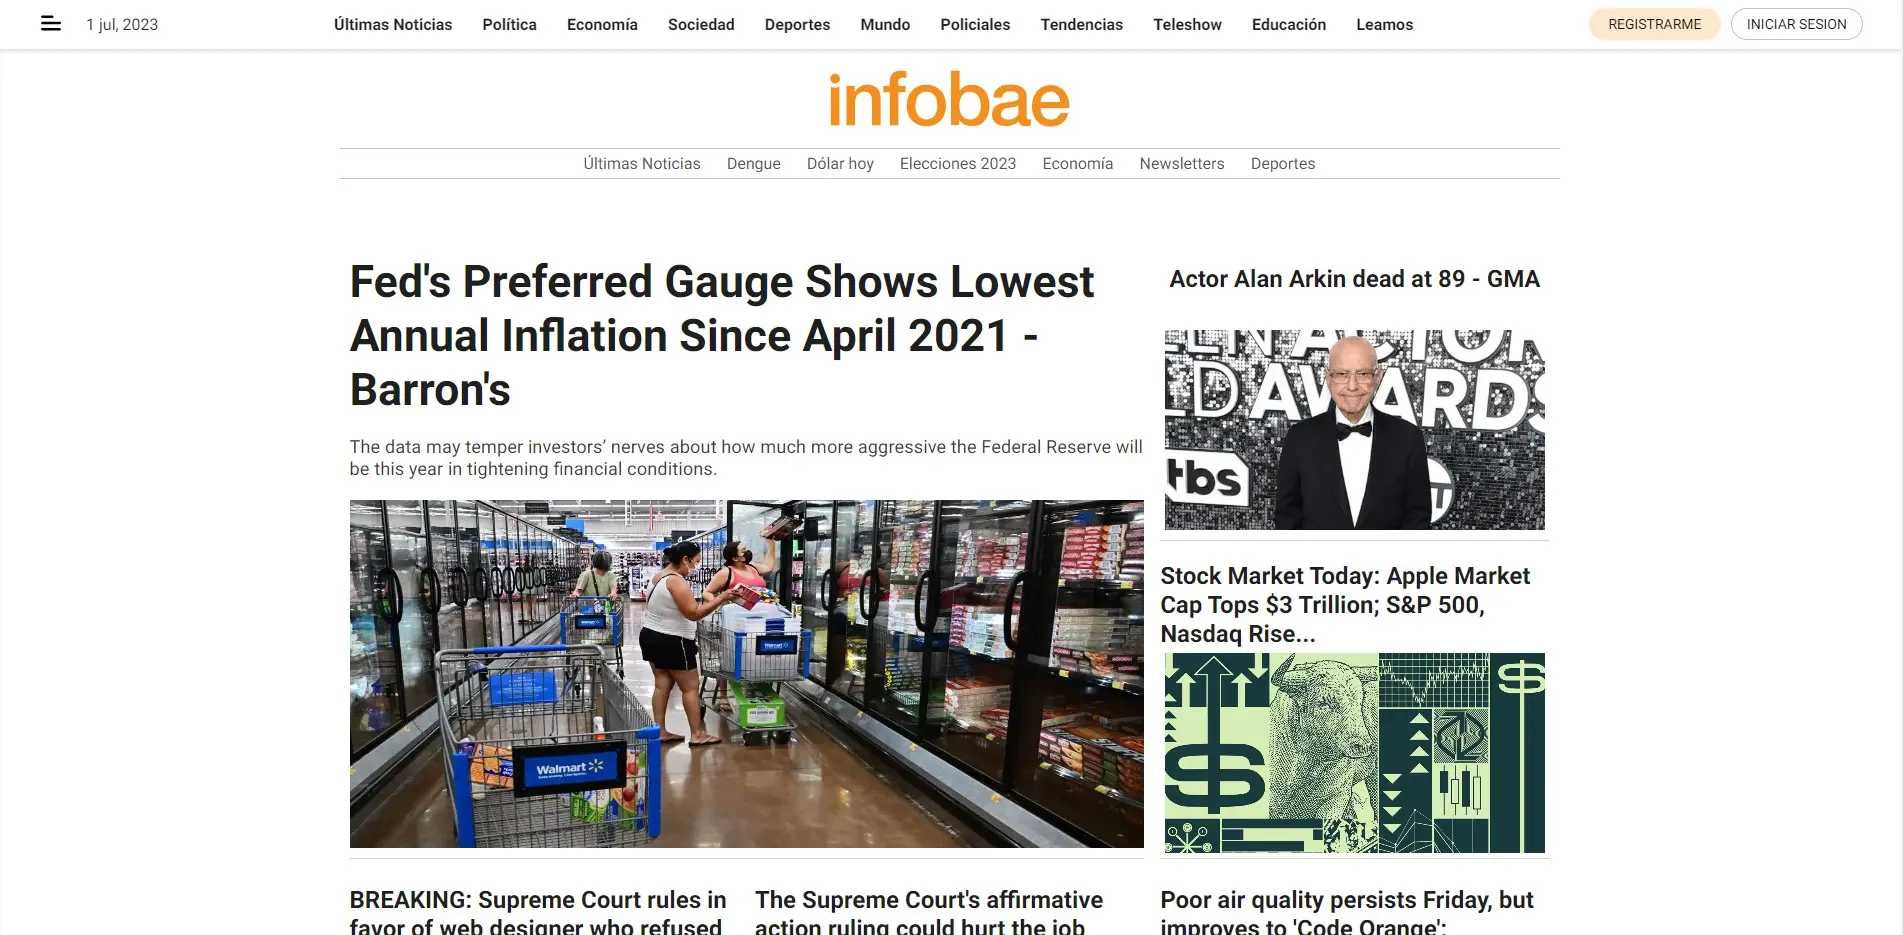 1 jul, 2023
Últimas Noticias Política Economía Sociedad Deportes Mundo Policiales Tendencias Teleshow Educación Leamos
REGISTRARME INICIAR SESION
infobae
Últimas Noticias Dengue Dólar hoy Elecciones 2023 Economía Newsletters Deportes
Fed's Preferred Gauge Shows Lowest
Annual Inflation Since April 2021 -
Barron's
The data may temper investors’ nerves about how much more aggressive the Federal Reserve will
be this year in tightening financial conditions.
Walmart
Walmart
Actor Alan Arkin dead at 89 - GMA
AWARDS
tbs
Stock Market Today: Apple Market
Cap Tops $3 Trillion; S&P 500,
Nasdaq Rise...
$
$
BREAKING: Supreme Court rules in
favor of web designer who refused
The Supreme Court's affirmative
action ruling could hurt the job
Poor air quality persists Friday, but
improves to 'Code Orange';